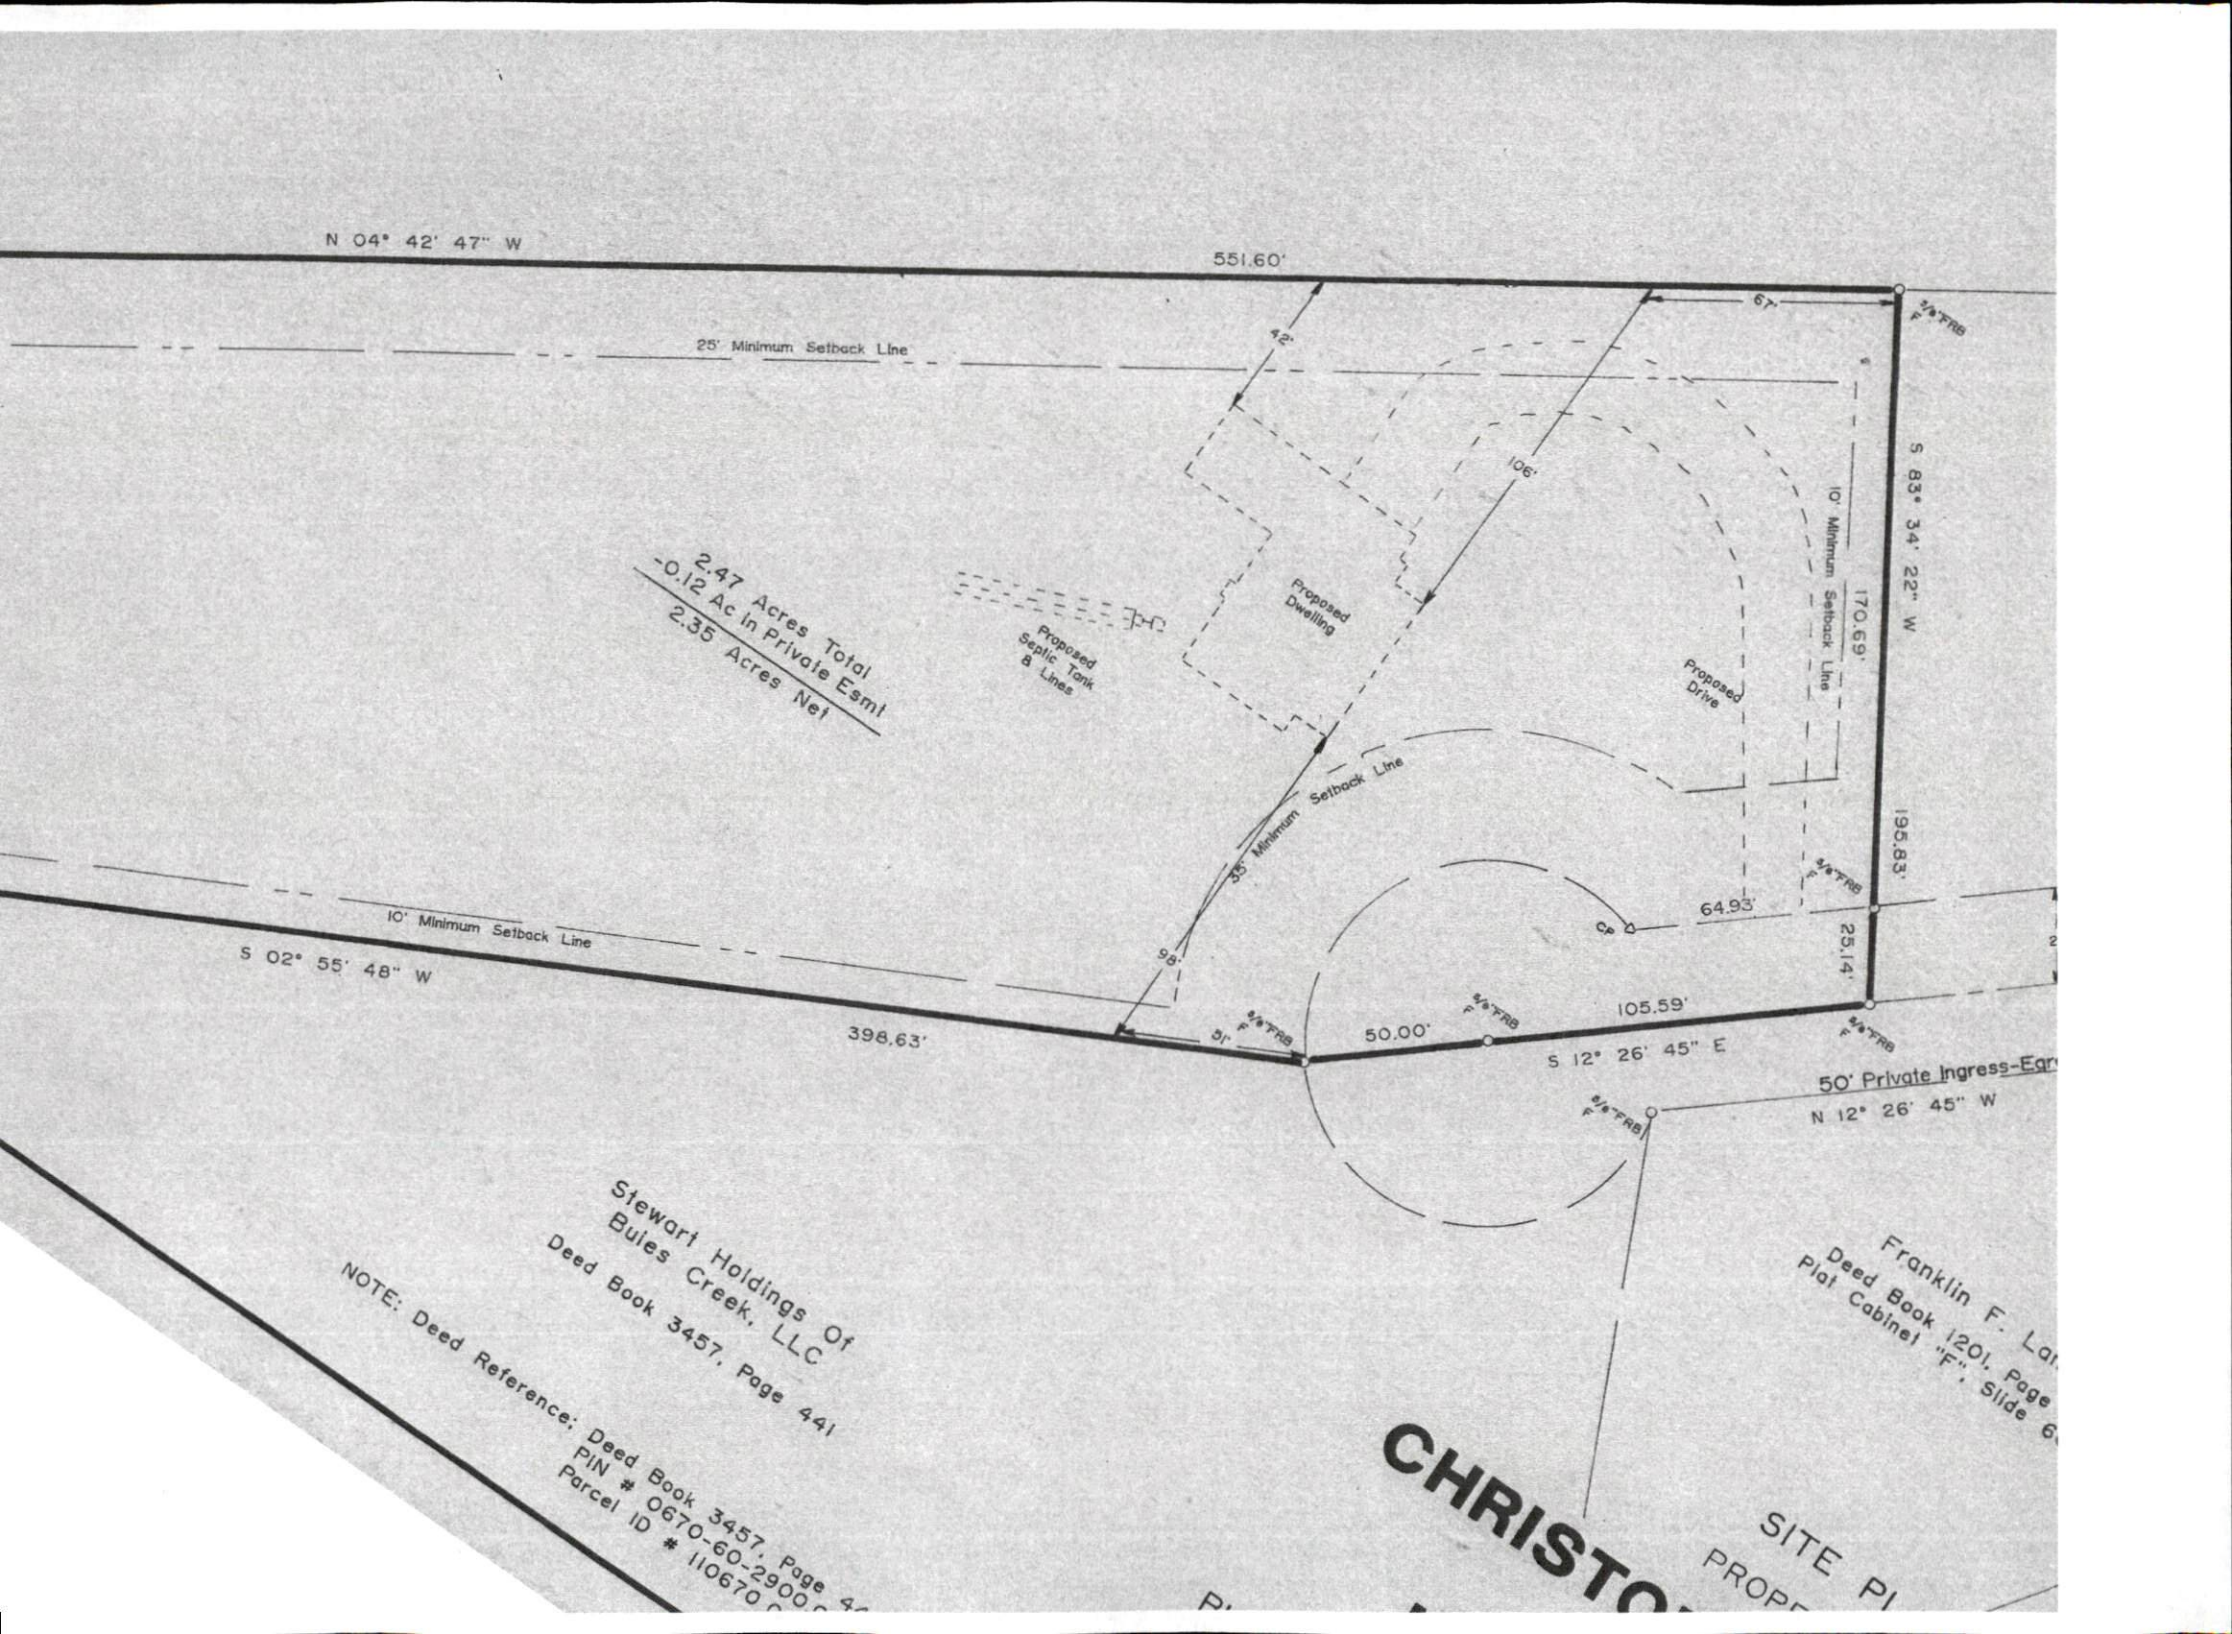 N 04° 42' 47" W
551.60'
67'
5/8" FRB
F
42'
25' Minimum Setback Line
106'
S 83° 34' 22" W
10' Minimum Setback Line
170.69'
2.47 Acres Total
-0.12 Ac in Private Esmt
2.35 Acres Net
Proposed
Septic Tank
& Lines
Proposed
Dwelling
Proposed
Drive
35' Minimum Setback Line
195.83'
5/8" FRB
F
64.93'
CP
25.14'
98'
10' Minimum Setback Line
S 02° 55' 48" W
398.63'
51'
5/8" FRB
F
50.00'
5/8" FRB
F
105.59'
S 12° 26' 45" E
5/8" FRB
F
50' Private Ingress-Egr
N 12° 26' 45" W
5/8" FRB
F
Stewart Holdings Of
Buies Creek, LLC
Deed Book 3457, Page 441
NOTE: Deed Reference: Deed Book 3457, Page 4
PIN # 0670-60-2900
Parcel ID # 110670
Franklin F. Lan
Deed Book 1201, Page
Plat Cabinet "F", Slide 6
CHRISTO
SITE Pl
PROPE